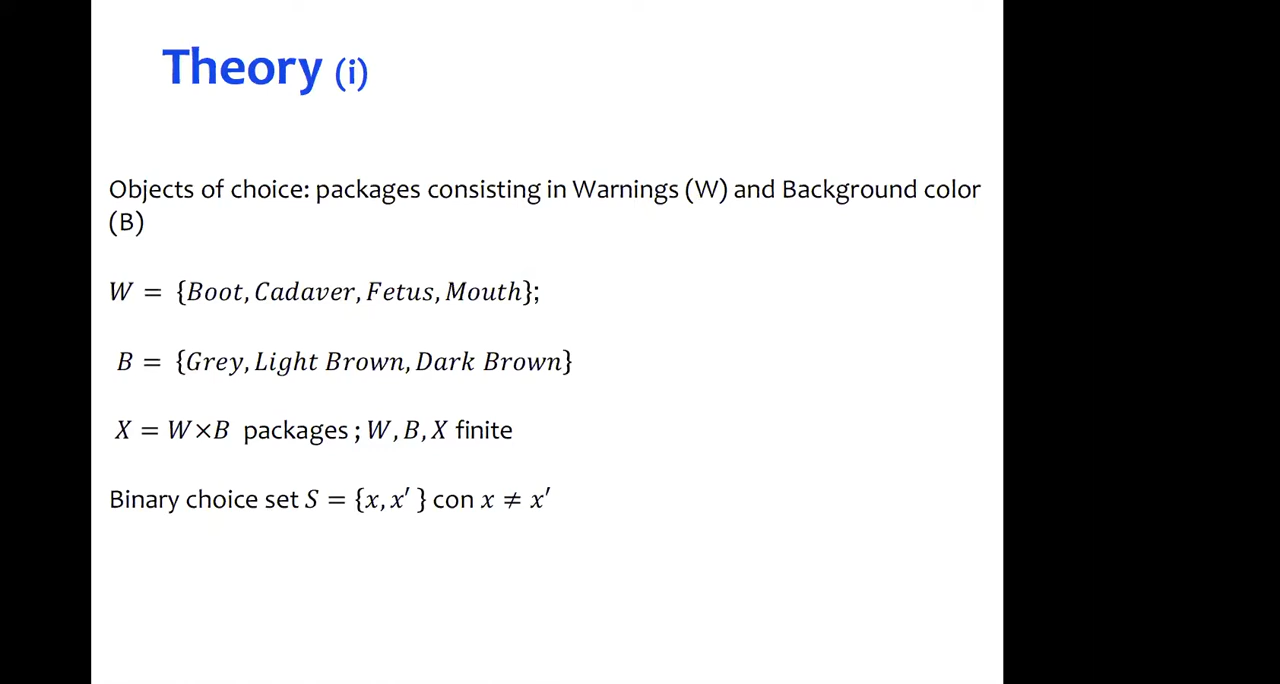 Theory (i)
Objects of choice: packages consisting in Warnings (W) and Background color
(B)
W = {Boot, Cadaver, Fetus, Mouth};
B = {Grey, Light Brown, Dark Brown}
X = W×B packages ; W, B, X finite
Binary choice set S = {x, x′ } con x ≠ x′